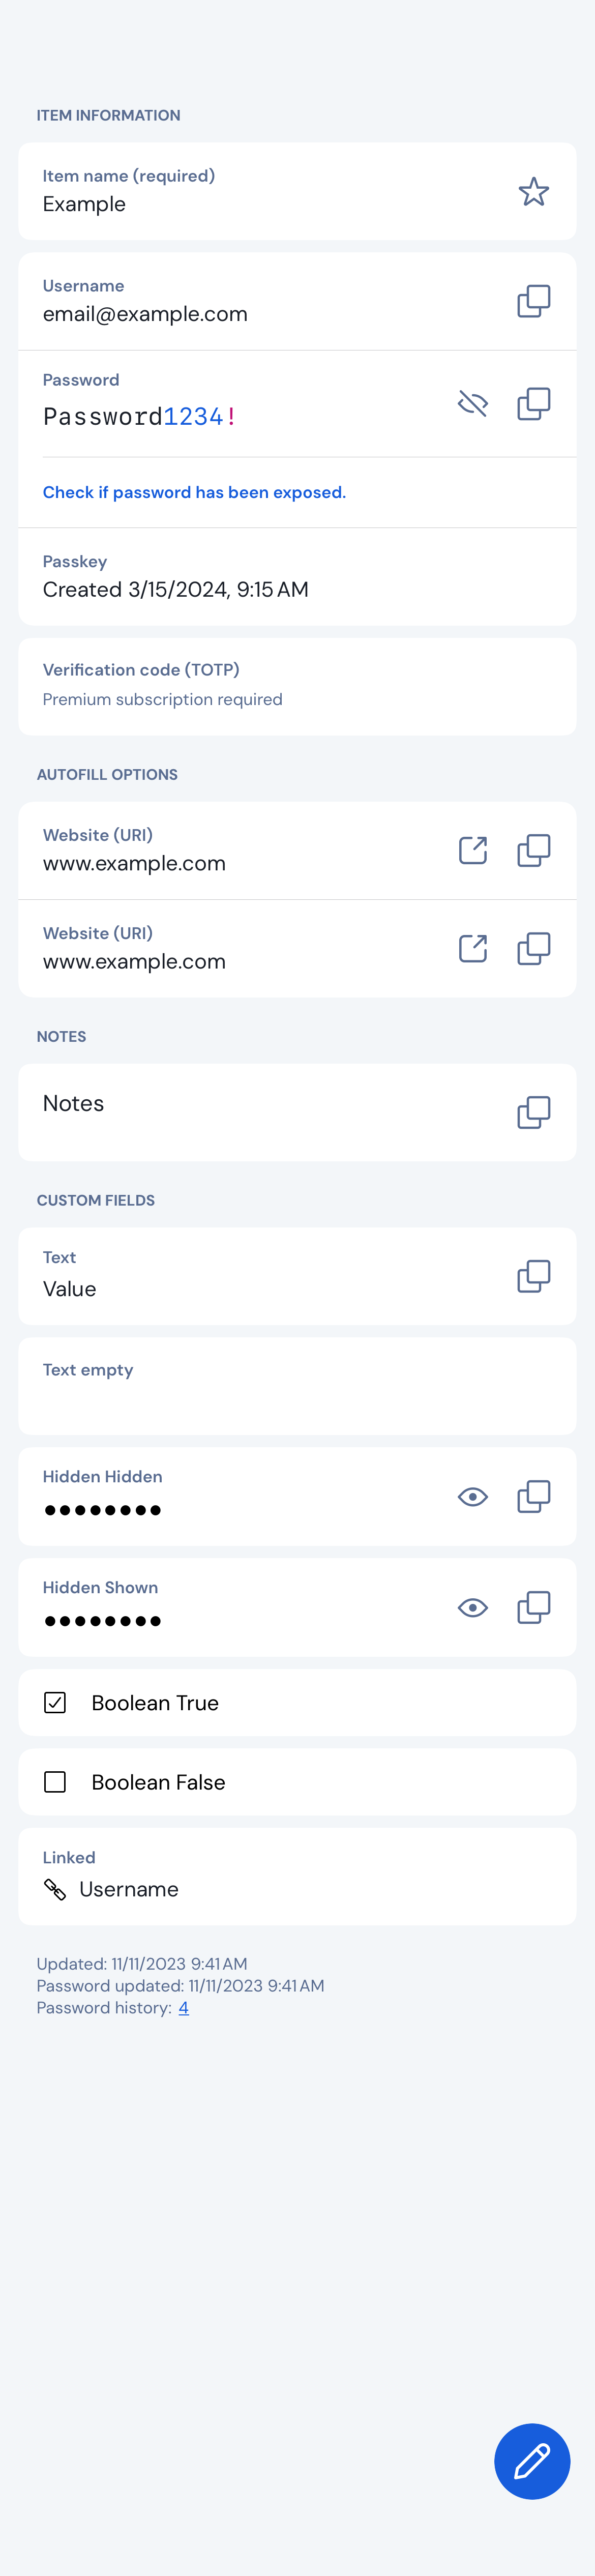 ITEM INFORMATION
Item name (required)
Example
Username
email@example.com
Password
Password1234!
Check if password has been exposed.
Passkey
Created 3/15/2024, 9:15 AM
Verification code (TOTP)
Premium subscription required
AUTOFILL OPTIONS
Website (URI)
www.example.com
Website (URI)
www.example.com
NOTES
Notes
CUSTOM FIELDS
Text
Value
Text empty
Hidden Hidden
••••••••
Hidden Shown
••••••••
Boolean True
Boolean False
Linked
Username
Updated: 11/11/2023 9:41 AM
Password updated: 11/11/2023 9:41 AM
Password history: 4